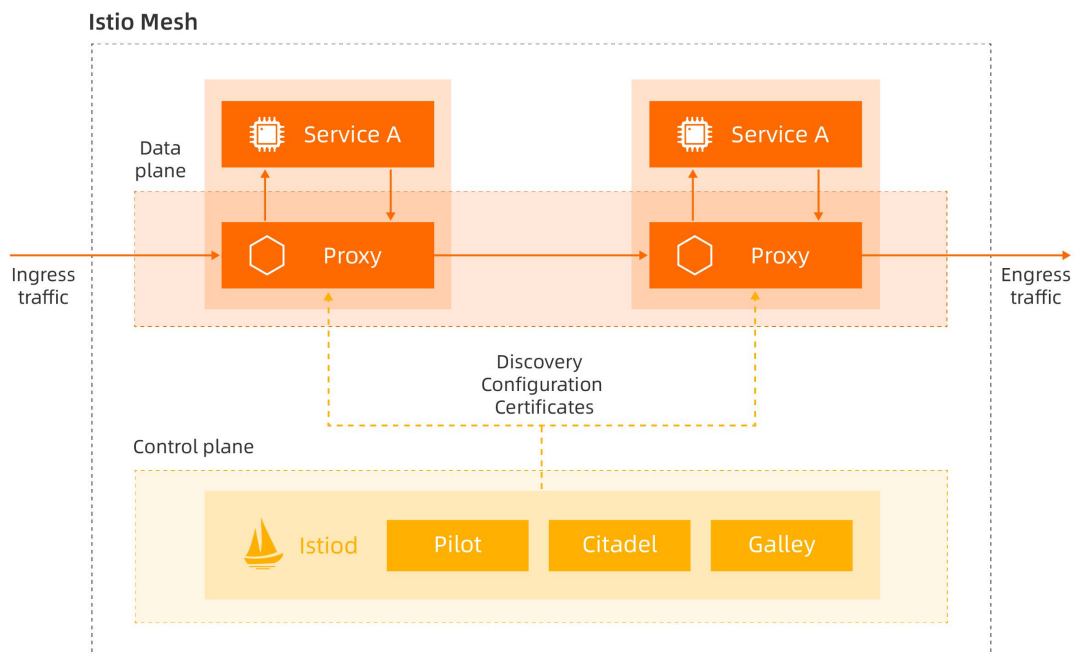 Istio Mesh
Service A
Service A
Data
plane
Proxy
Proxy
Ingress
traffic
Engress
traffic
Discovery
Configuration
Certificates
Control plane
Istiod
Pilot
Citadel
Galley